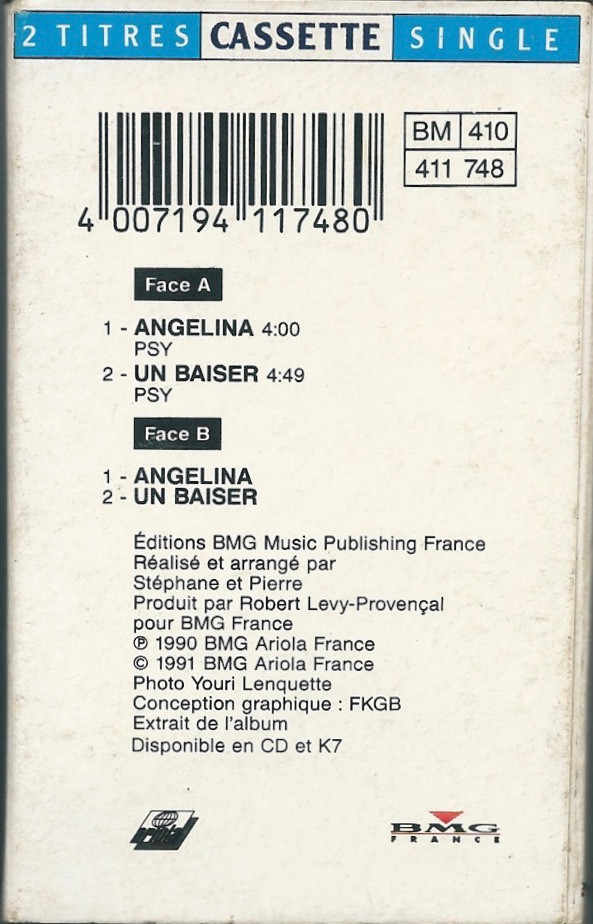 2 TITRES CASSETTE SINGLE
BM 410
411 748
4 007194 117480
Face A
1 - ANGELINA 4:00
PSY
2 - UN BAISER 4:49
PSY
Face B
1 - ANGELINA
2 - UN BAISER
Éditions BMG Music Publishing France
Réalisé et arrangé par
Stéphane et Pierre
Produit par Robert Levy-Provençal
pour BMG France
℗ 1990 BMG Ariola France
© 1991 BMG Ariola France
Photo Youri Lenquette
Conception graphique : FKGB
Extrait de l'album
Disponible en CD et K7
ariola
BMG
FRANCE